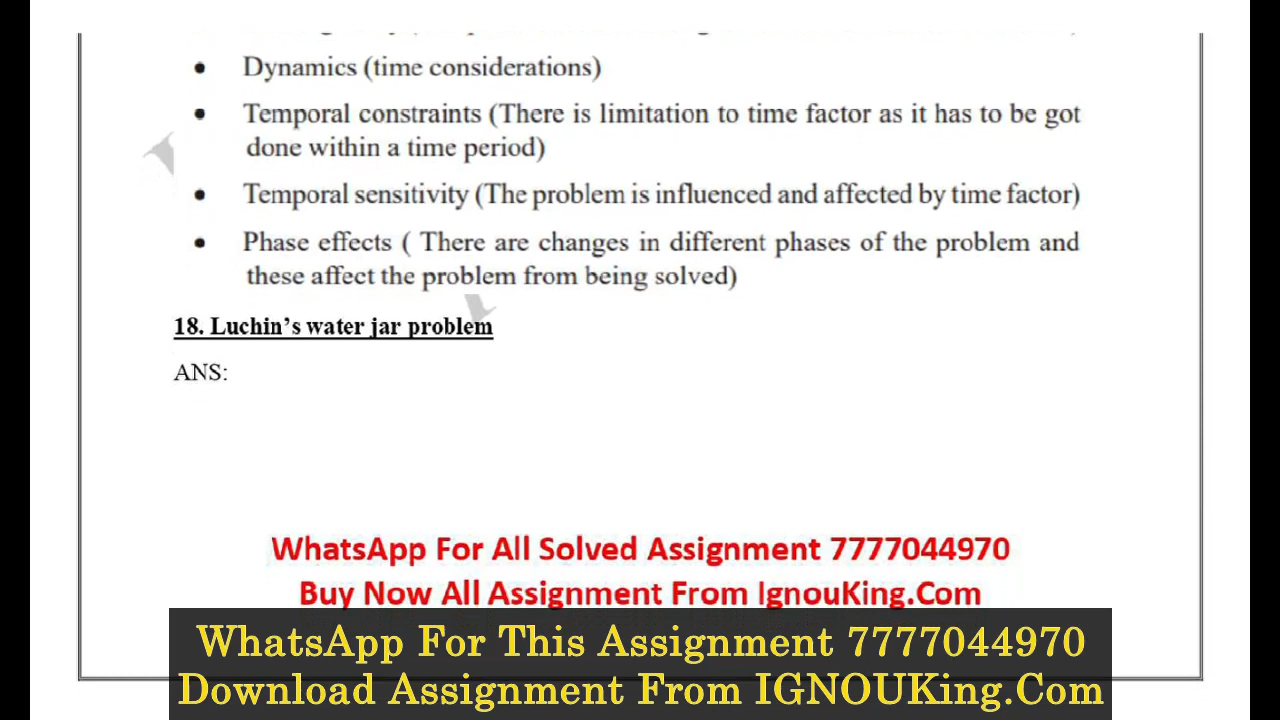 • Dynamics (time considerations)
• Temporal constraints (There is limitation to time factor as it has to be got
done within a time period)
• Temporal sensitivity (The problem is influenced and affected by time factor)
• Phase effects ( There are changes in different phases of the problem and
these affect the problem from being solved)
18. Luchin’s water jar problem
ANS:
WhatsApp For All Solved Assignment 7777044970
Buy Now All Assignment From IgnouKing.Com
WhatsApp For This Assignment 7777044970
Download Assignment From IGNOUKing.Com